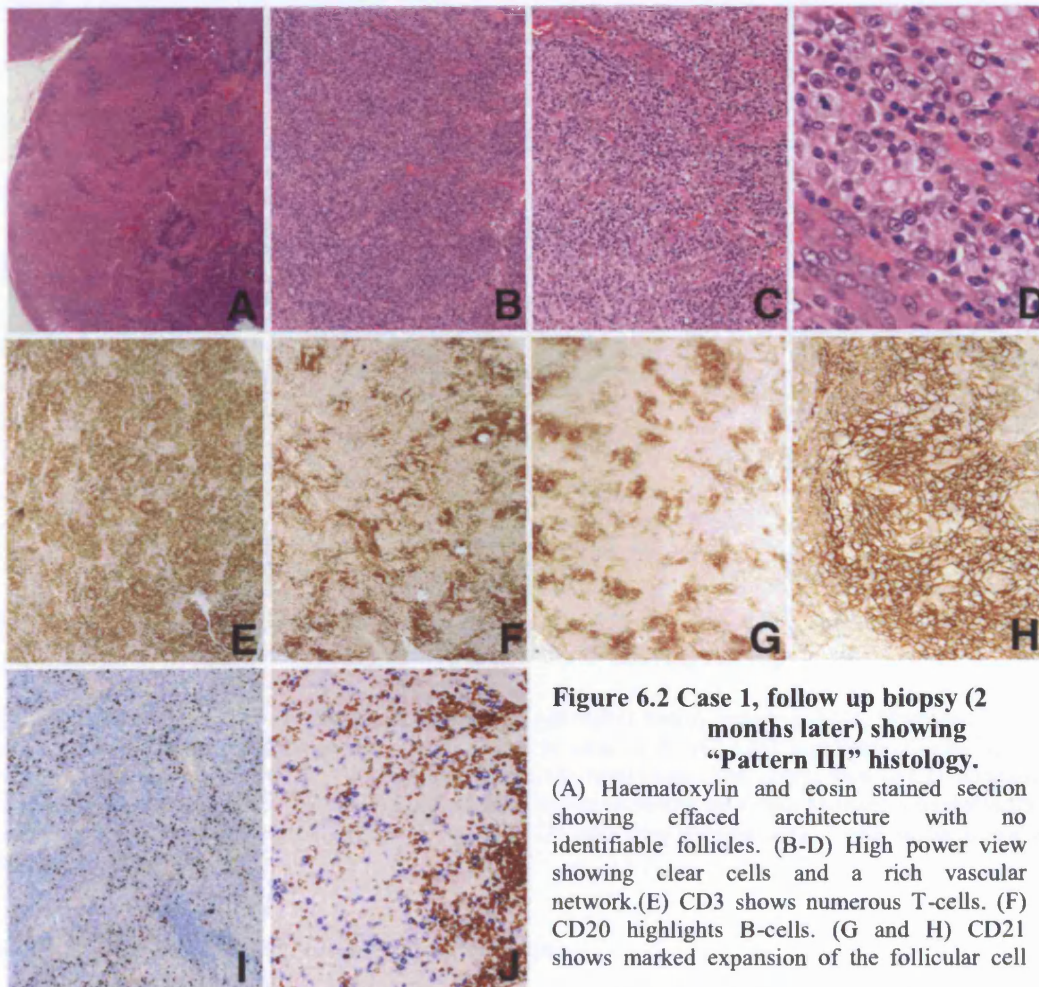 A
B
C
D
E
F
G
H
I
J
Figure 6.2 Case 1, follow up biopsy (2
months later) showing
“Pattern III” histology.
(A) Haematoxylin and eosin stained section
showing effaced architecture with no
identifiable follicles. (B-D) High power view
showing clear cells and a rich vascular
network.(E) CD3 shows numerous T-cells. (F)
CD20 highlights B-cells. (G and H) CD21
shows marked expansion of the follicular cell